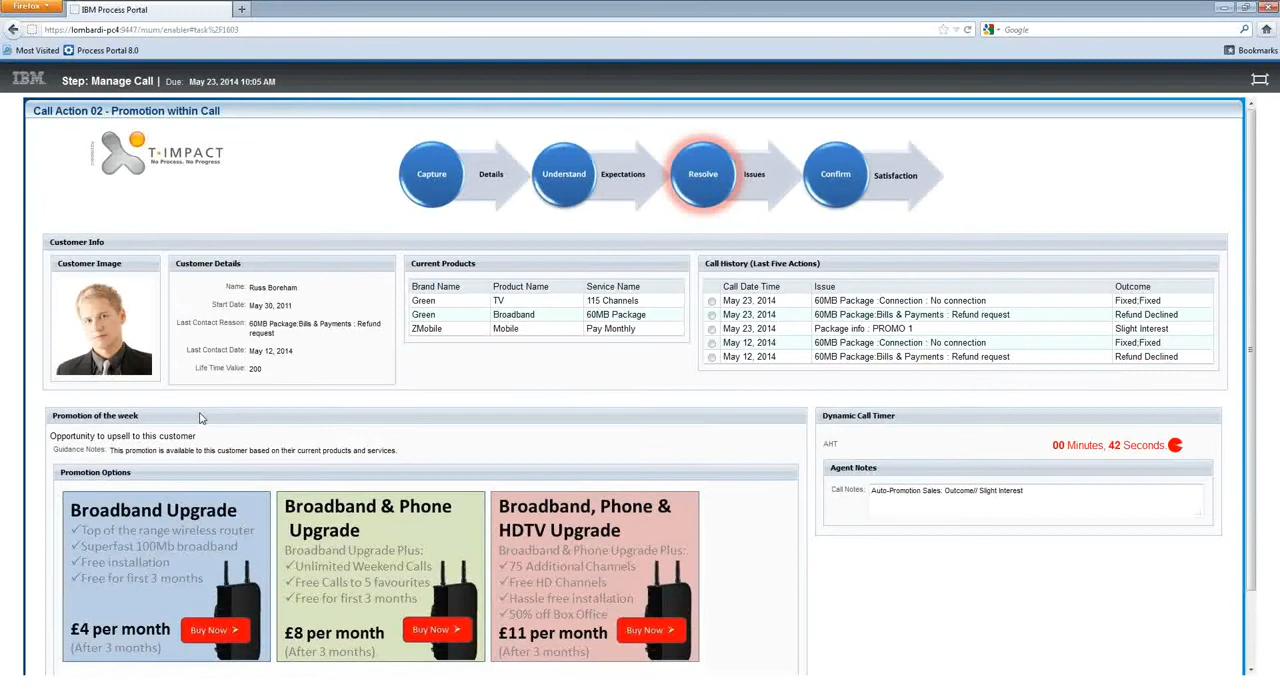 Firefox
IBM Process Portal
https://lombardi-pc4:9447/mum/enabler#task%2F1603
Google
Most Visited Process Portal 8.0
Bookmarks
IBM Step: Manage Call | Due: May 23, 2014 10:05 AM
Call Action 02 - Promotion within Call
T-IMPACT
No Process. No Progress
Capture Details Understand Expectations Resolve Issues Confirm Satisfaction
Customer Info
Customer Image
Customer Details
Name: Russ Boreham
Start Date: May 30, 2011
Last Contact Reason: 60MB Package:Bills & Payments : Refund
request
Last Contact Date: May 12, 2014
Life Time Value: 200
Current Products
Brand Name Product Name Service Name
Green TV 115 Channels
Green Broadband 60MB Package
ZMobile Mobile Pay Monthly
Call History (Last Five Actions)
Call Date Time Issue Outcome
May 23, 2014 60MB Package :Connection : No connection Fixed;Fixed
May 23, 2014 60MB Package:Bills & Payments : Refund request Refund Declined
May 23, 2014 Package info : PROMO 1 Slight Interest
May 12, 2014 60MB Package :Connection : No connection Fixed;Fixed
May 12, 2014 60MB Package:Bills & Payments : Refund request Refund Declined
Promotion of the week
Opportunity to upsell to this customer
Guidance Notes: This promotion is available to this customer based on their current products and services.
Promotion Options
Broadband Upgrade
✓Top of the range wireless router
✓Superfast 100Mb broadband
✓Free installation
✓Free for first 3 months
£4 per month
(After 3 months)
Buy Now ➤
Broadband & Phone
Upgrade
Broadband Upgrade Plus:
✓Unlimited Weekend Calls
✓Free Calls to 5 favourites
✓Free for first 3 months
£8 per month
(After 3 months)
Buy Now ➤
Broadband, Phone &
HDTV Upgrade
Broadband & Phone Upgrade Plus:
✓75 Additional Channels
✓Free HD Channels
✓Hassle free installation
✓50% off Box Office
£11 per month
(After 3 months)
Buy Now ➤
Dynamic Call Timer
AHT 00 Minutes, 42 Seconds.
Agent Notes
Call Notes: Auto-Promotion Sales: Outcome// Slight Interest